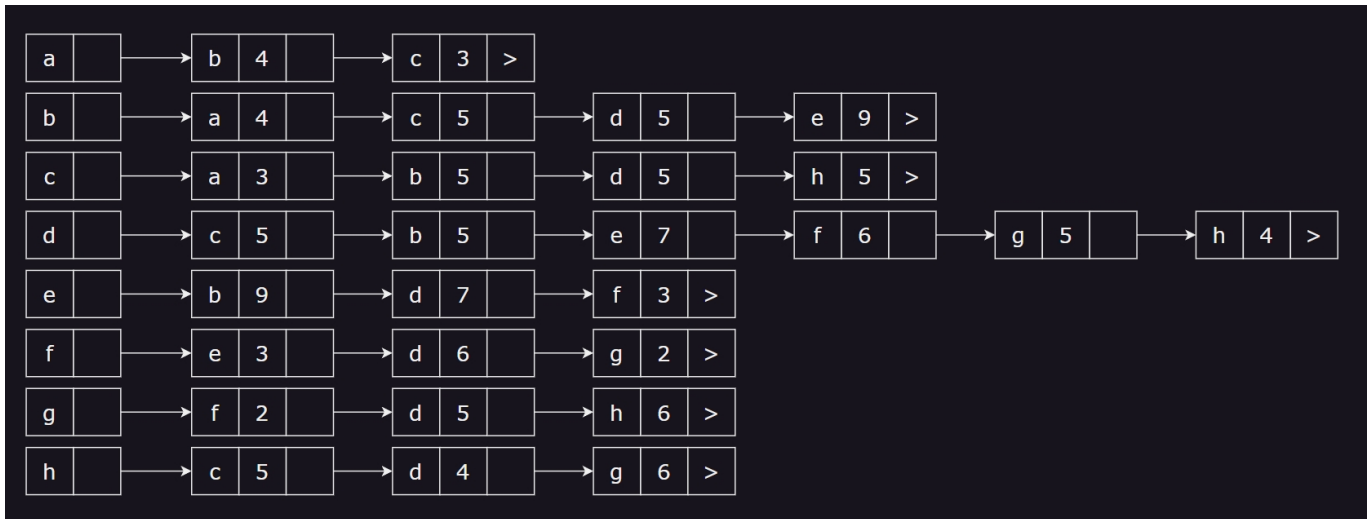 a b 4 c 3 >
b a 4 c 5 d 5 e 9 >
c a 3 b 5 d 5 h 5 >
d c 5 b 5 e 7 f 6 g 5 h 4 >
e b 9 d 7 f 3 >
f e 3 d 6 g 2 >
g f 2 d 5 h 6 >
h c 5 d 4 g 6 >